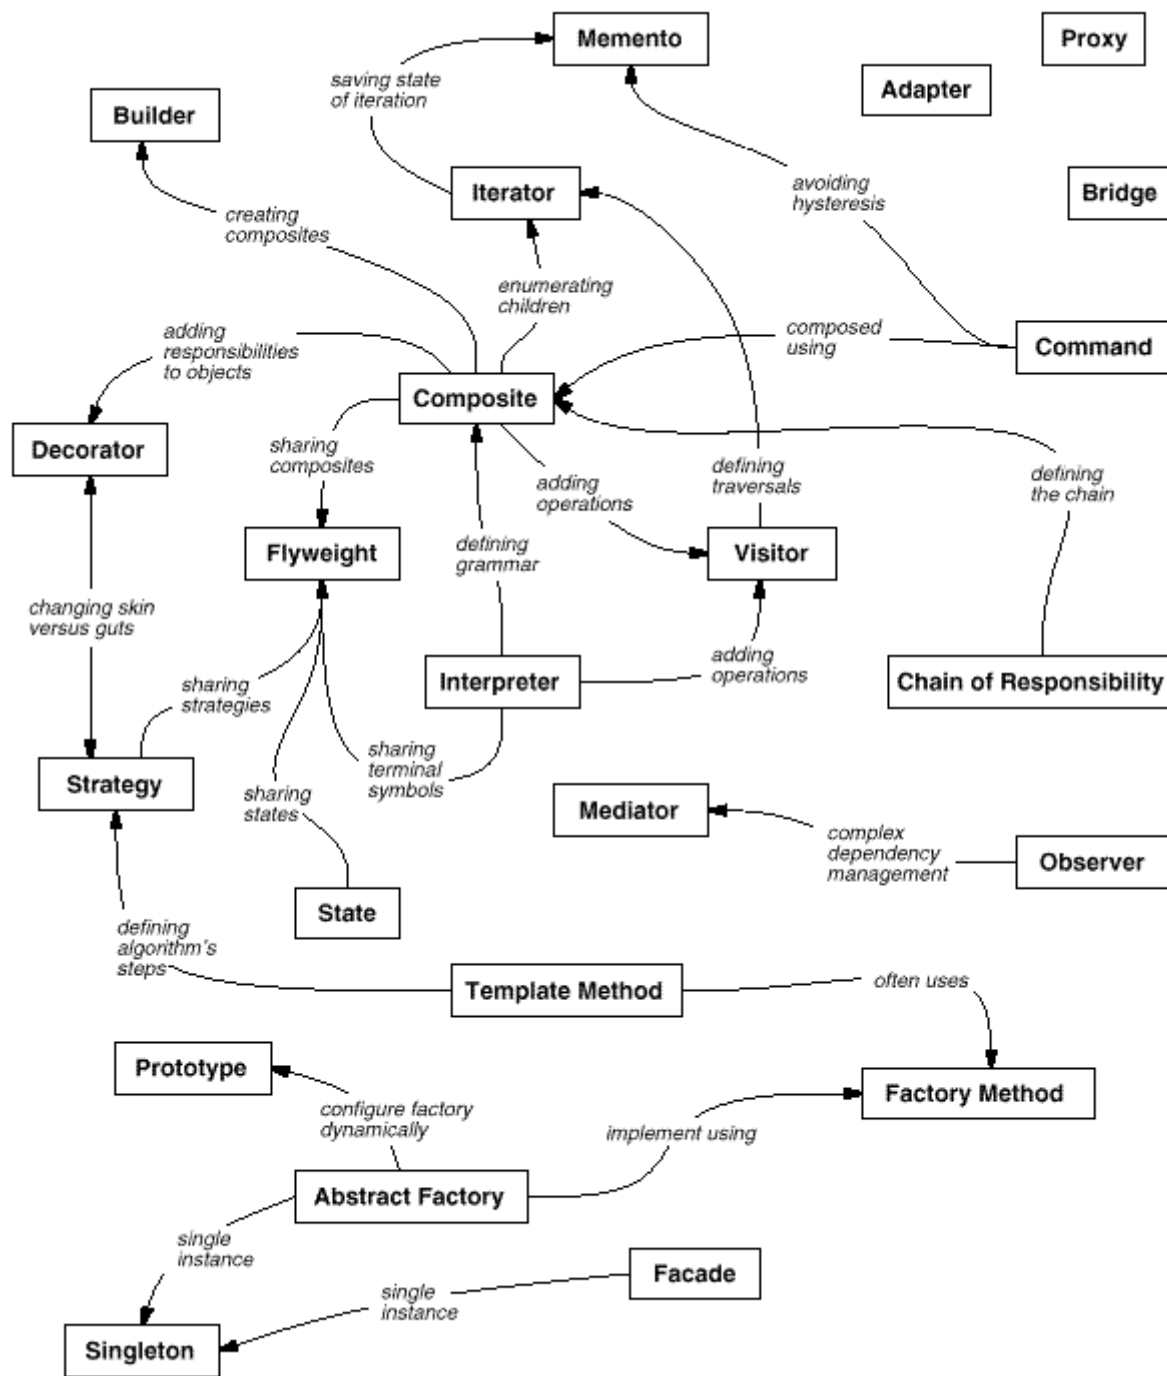 Memento
Proxy
saving state
of iteration
Adapter
Builder
Iterator
avoiding
hysteresis
Bridge
creating
composites
enumerating
children
adding
responsibilities
to objects
composed
using
Command
Composite
Decorator
sharing
composites
adding
operations
defining
traversals
defining
the chain
Flyweight
defining
grammar
Visitor
changing skin
versus guts
sharing
strategies
Interpreter
adding
operations
Chain of Responsibility
Strategy
sharing
states
sharing
terminal
symbols
Mediator
complex
dependency
management
Observer
State
defining
algorithm's
steps
Template Method
often uses
Prototype
configure factory
dynamically
implement using
Factory Method
Abstract Factory
single
instance
Facade
single
instance
Singleton